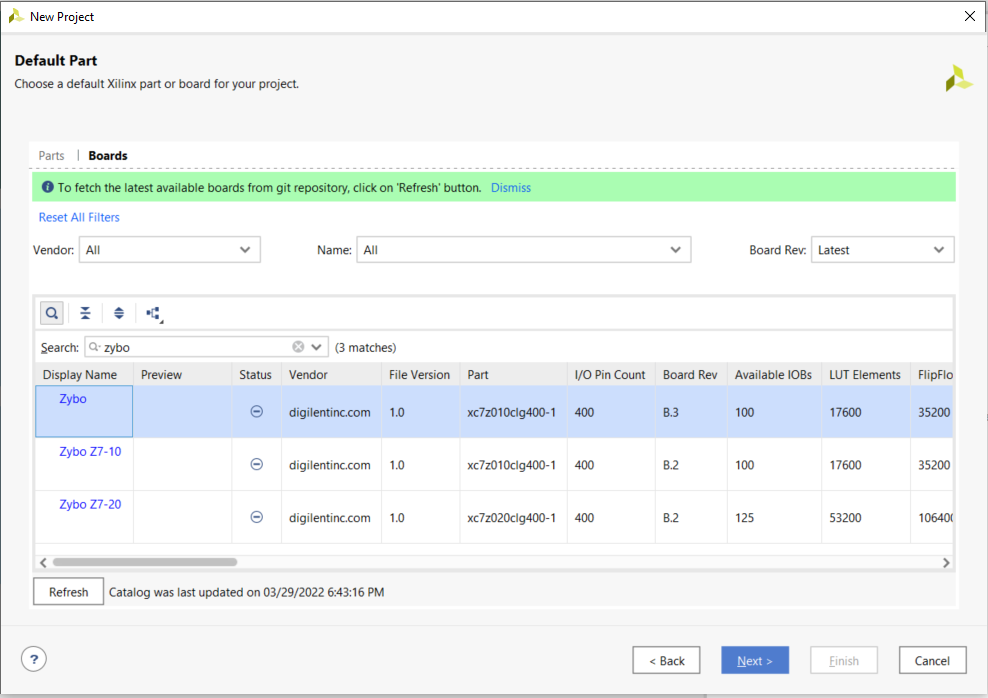 New Project
Default Part
Choose a default Xilinx part or board for your project.
Parts | Boards
To fetch the latest available boards from git repository, click on 'Refresh' button. Dismiss
Reset All Filters
Vendor: All Name: All Board Rev: Latest
Search: zybo (3 matches)
Display Name Preview Status Vendor File Version Part I/O Pin Count Board Rev Available IOBs LUT Elements FlipFlo
Zybo digilentinc.com 1.0 xc7z010clg400-1 400 B.3 100 17600 35200
Zybo Z7-10 digilentinc.com 1.0 xc7z010clg400-1 400 B.2 100 17600 35200
Zybo Z7-20 digilentinc.com 1.0 xc7z020clg400-1 400 B.2 125 53200 106400
Refresh Catalog was last updated on 03/29/2022 6:43:16 PM
? < Back Next > Finish Cancel